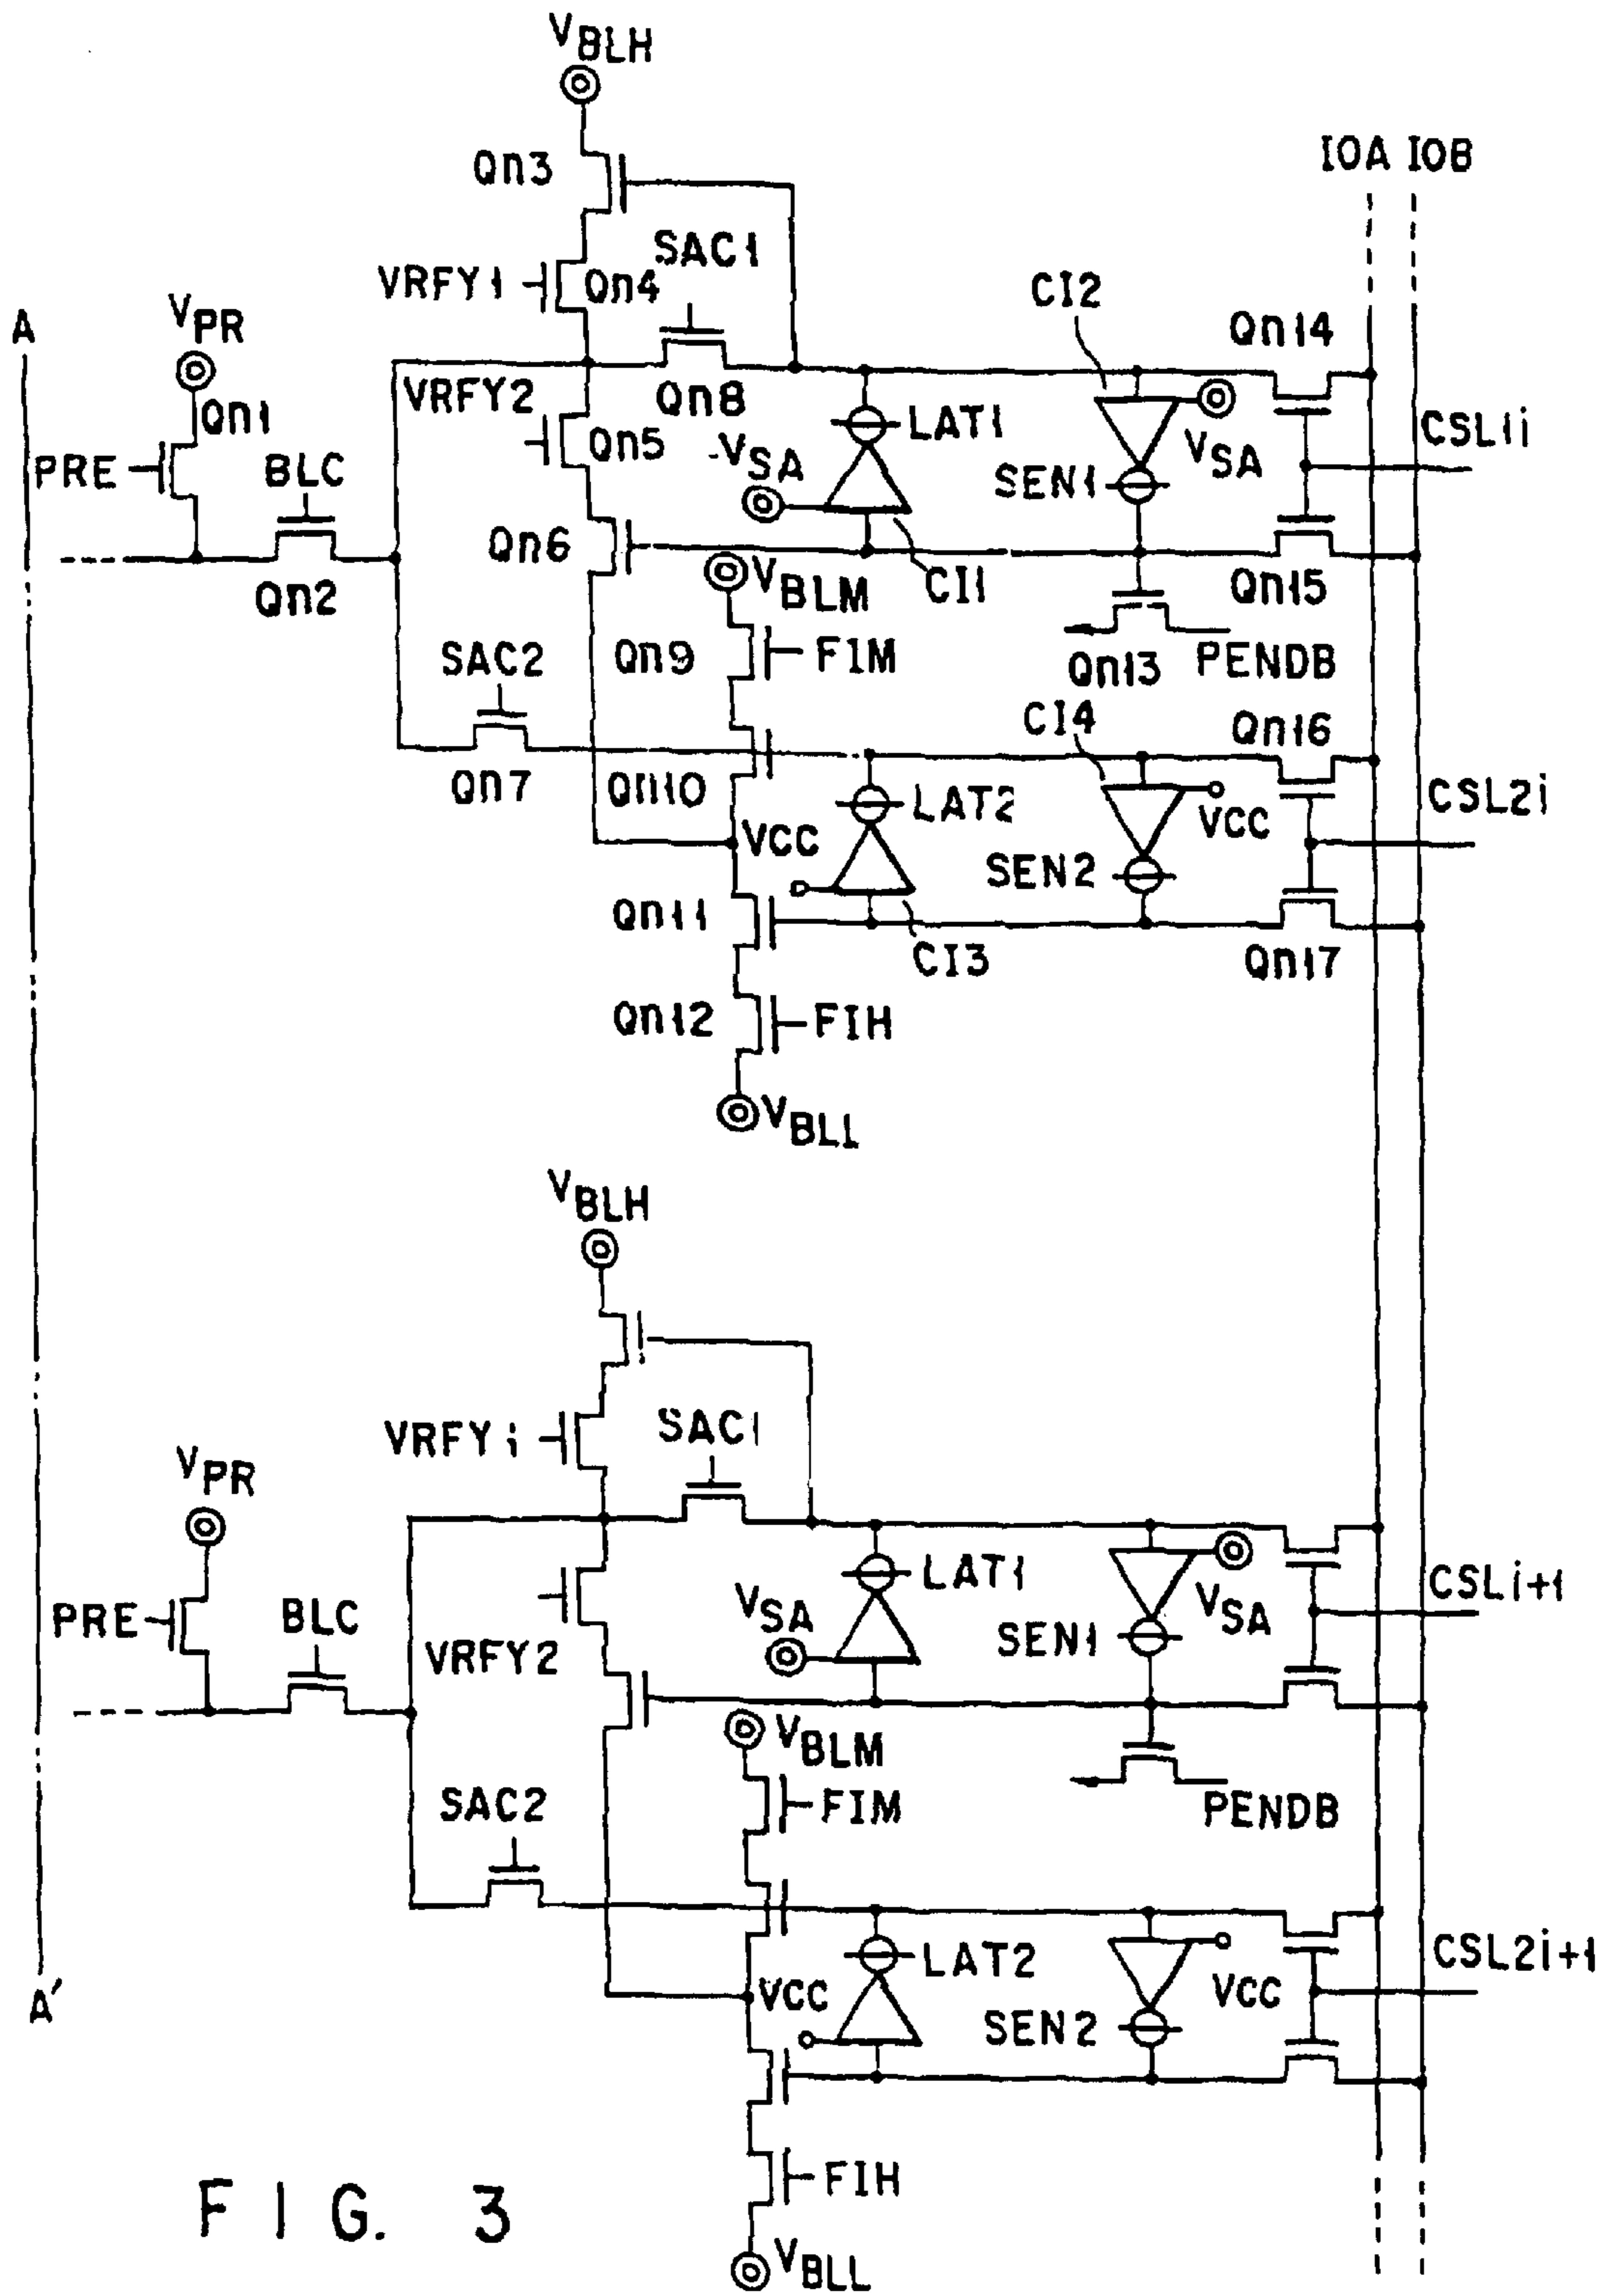 VBLH
Qn3
IOA IOB
SAC1
VRFY1
Qn4
CI2
A
VPR
Qn14
VRFY2
Qn8
Qn1
LAT1
CSL1i
Qn5
VSA
VSA
PRE
BLC
SEN1
Qn6
Qn2
VBLM
CI1
Qn15
SAC2
Qn9
F1M
Qn13
PENDB
CI4
Qn16
Qn7
Qn10
LAT2
CSL2i
VCC
VCC
SEN2
Qn11
CI3
Qn17
Qn12
FIH
VBLL
VBLH
VRFYi
SAC1
VPR
LAT1
CSLi+1
VSA
VSA
PRE
BLC
SEN1
VRFY2
VBLM
SAC2
FIM
PENDB
LAT2
CSL2i+1
VCC
VCC
A'
SEN2
FIH
FIG. 3
VBLL